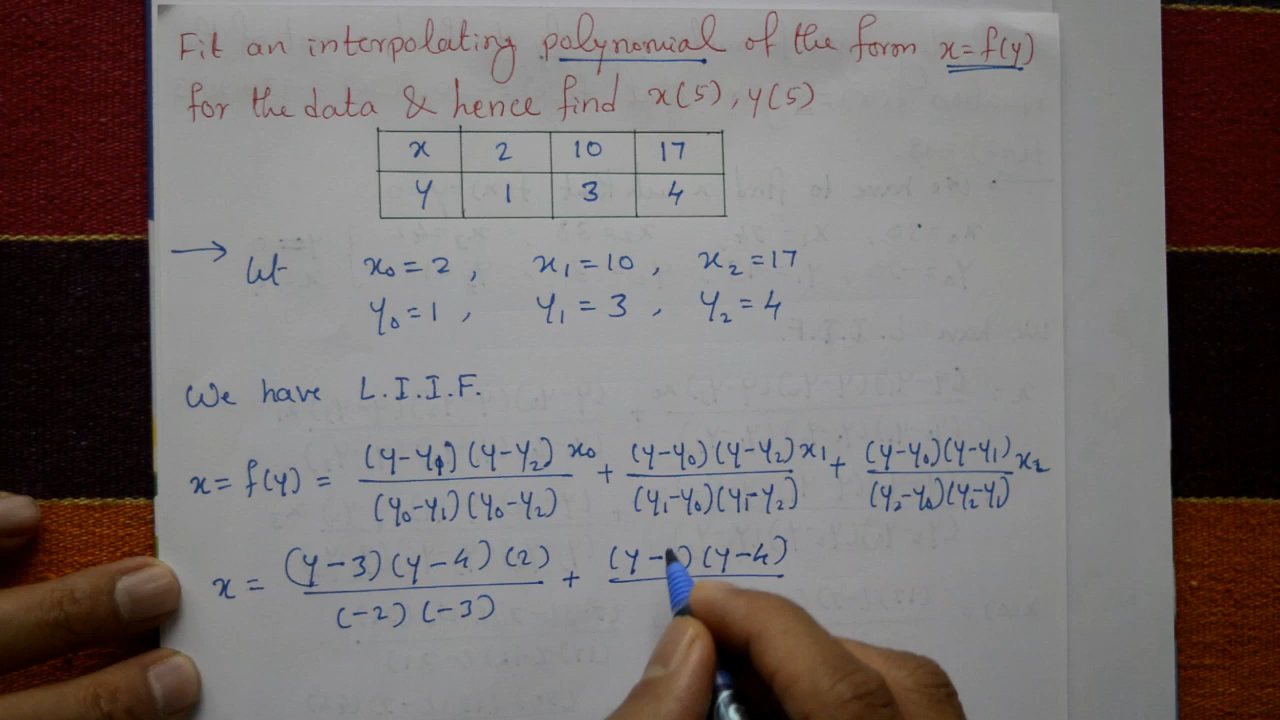 Fit an interpolating polynomial of the form x=f(y)
for the data & hence find x(5), y(5)
x 2 10 17
y 1 3 4
→ let x₀=2, x₁=10, x₂=17
y₀=1, y₁=3, y₂=4
We have L.I.I.F.
x=f(y) = (y-y₁)(y-y₂) x₀ / (y₀-y₁)(y₀-y₂) + (y-y₀)(y-y₂) x₁ / (y₁-y₀)(y₁-y₂) + (y-y₀)(y-y₁) x₂ / (y₂-y₀)(y₂-y₁)
x = (y-3)(y-4)(2) / (-2)(-3) + (y- )(y-4)